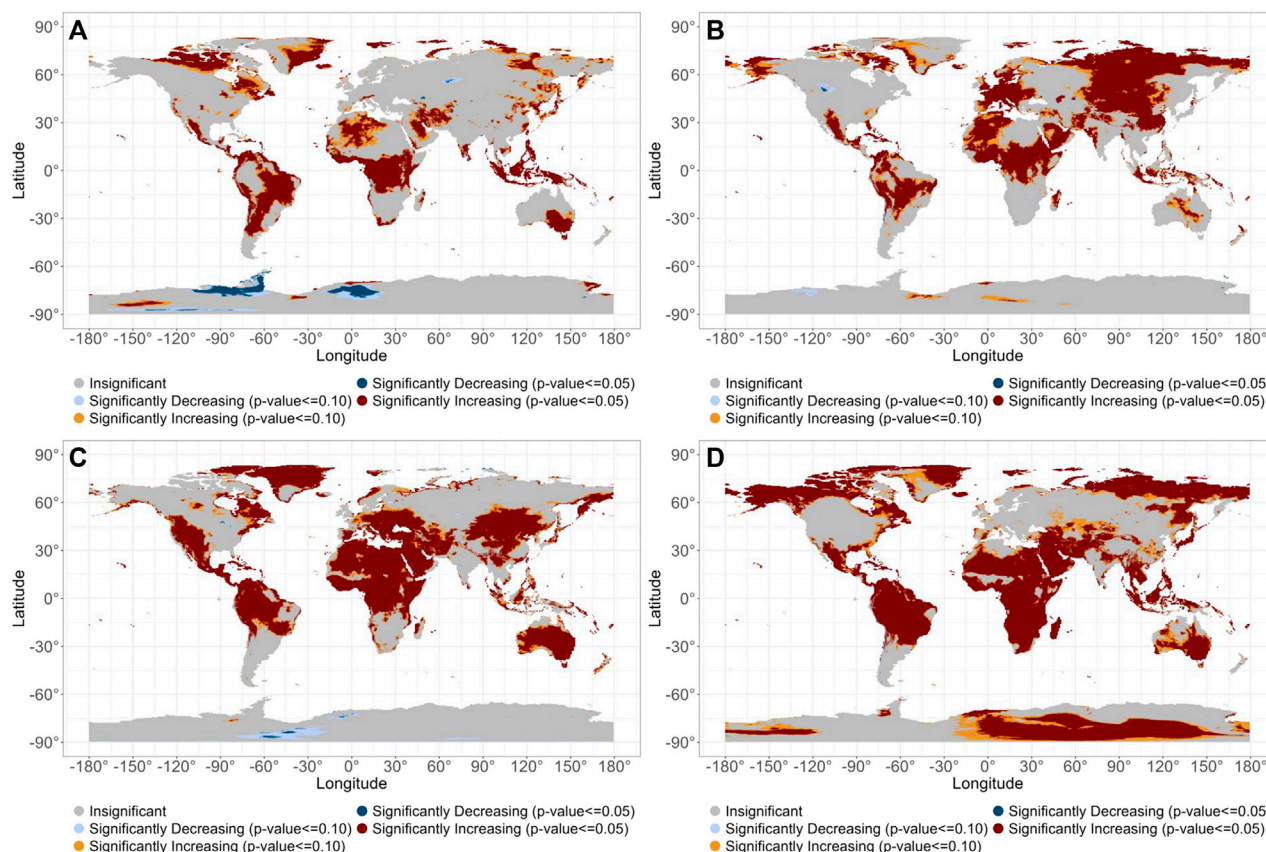 A
90°
60°
30°
0°
-30°
-60°
-90°
Latitude
-180 -150 -120 -90 -60 -30 0 30 60 90 120 150 180
Longitude
Insignificant
Significantly Decreasing (p-value<=0.05)
Significantly Decreasing (p-value<=0.10)
Significantly Increasing (p-value<=0.05)
Significantly Increasing (p-value<=0.10)
B
90°
60°
30°
0°
-30°
-60°
-90°
Latitude
-180 -150 -120 -90 -60 -30 0 30 60 90 120 150 180
Longitude
Insignificant
Significantly Decreasing (p-value<=0.05
Significantly Decreasing (p-value<=0.10)
Significantly Increasing (p-value<=0.05)
Significantly Increasing (p-value<=0.10)
C
90°
60°
30°
0°
-30°
-60°
-90°
Latitude
-180 -150 -120 -90 -60 -30 0 30 60 90 120 150 180
Longitude
Insignificant
Significantly Decreasing (p-value<=0.05)
Significantly Decreasing (p-value<=0.10)
Significantly Increasing (p-value<=0.05)
Significantly Increasing (p-value<=0.10)
D
90°
60°
30°
0°
-30°
-60°
-90°
Latitude
-180 -150 -120 -90 -60 -30 0 30 60 90 120 150 180
Longitude
Insignificant
Significantly Decreasing (p-value<=0.05
Significantly Decreasing (p-value<=0.10)
Significantly Increasing (p-value<=0.05)
Significantly Increasing (p-value<=0.10)